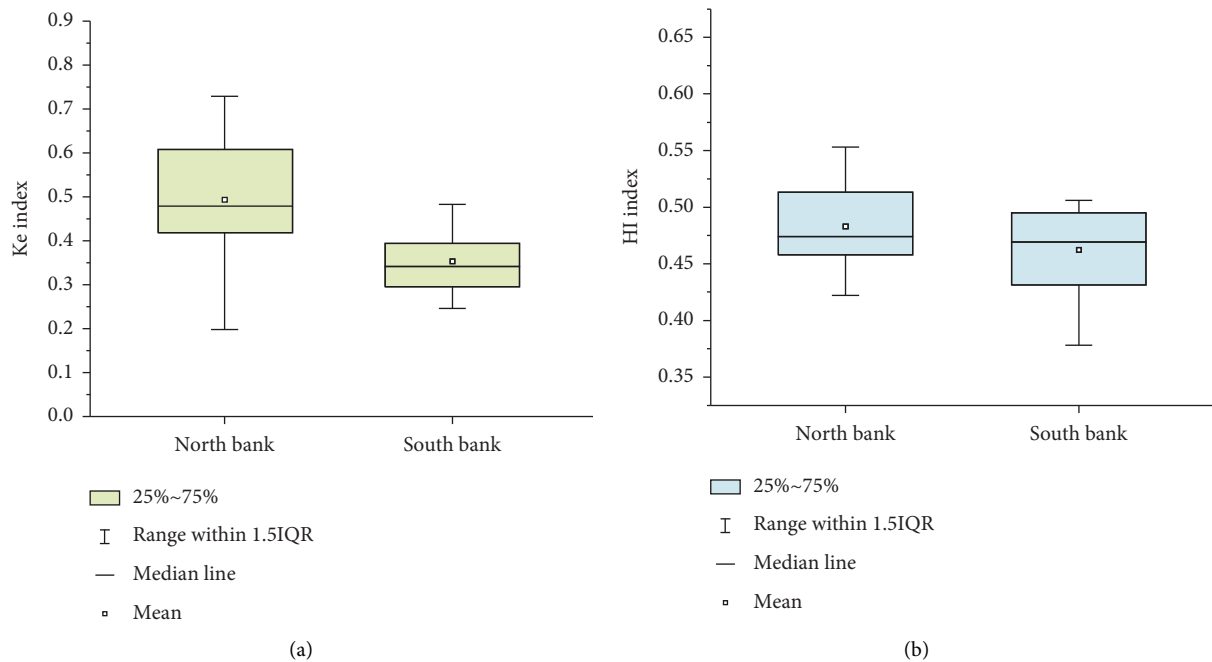 0.9
0.8
0.7
0.6
0.5
0.4
0.3
0.2
0.1
0.0
Ke index
North bank
South bank
25%~75%
Range within 1.5IQR
Median line
Mean
(a)
0.65
0.60
0.55
0.50
0.45
0.40
0.35
HI index
North bank
South bank
25%~75%
Range within 1.5IQR
Median line
Mean
(b)